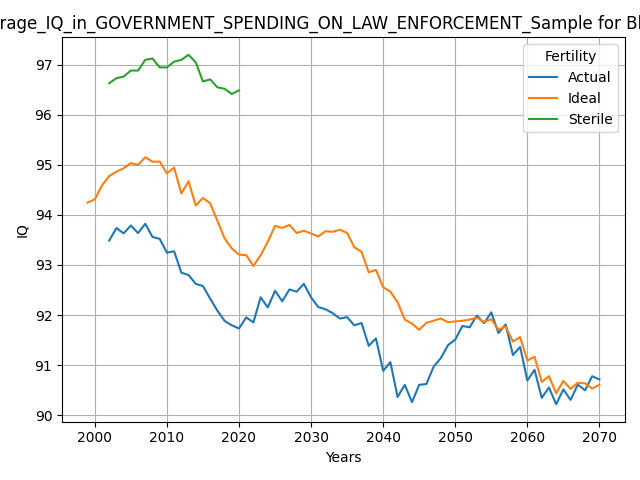 rage_IQ_in_GOVERNMENT_SPENDING_ON_LAW_ENFORCEMENT_Sample for Bl
97
96
95
94
93
92
91
90
IQ
Fertility
Actual
Ideal
Sterile
2000 2010 2020 2030 2040 2050 2060 2070
Years